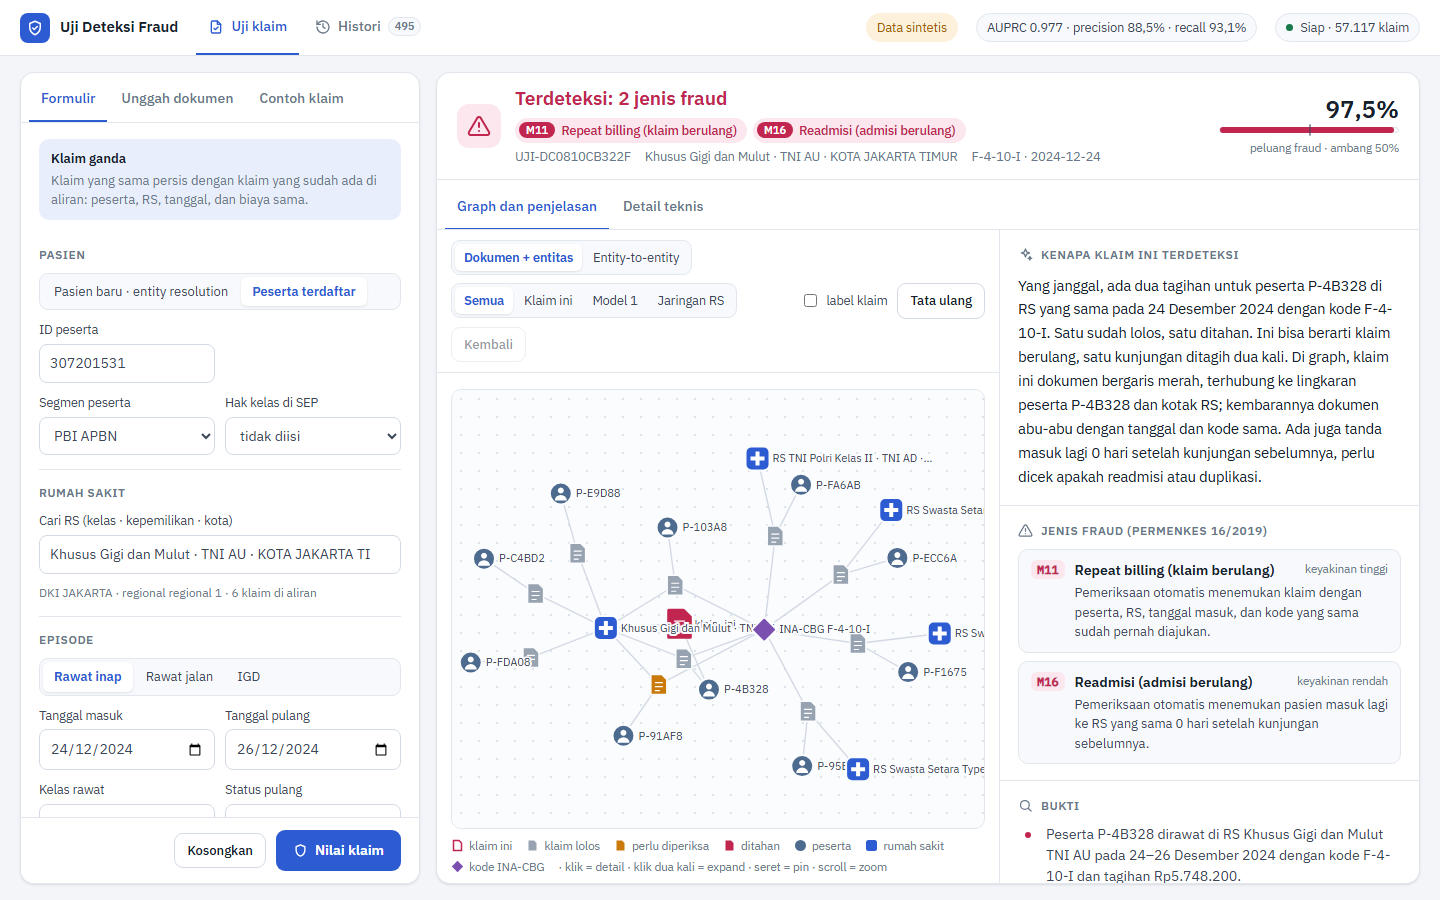 Uji Deteksi Fraud
Uji klaim
Histori 495
Data sintetis
AUPRC 0.977 · precision 88,5% · recall 93,1%
Siap · 57.117 klaim
Formulir
Unggah dokumen
Contoh klaim
Klaim ganda
Klaim yang sama persis dengan klaim yang sudah ada di
aliran: peserta, RS, tanggal, dan biaya sama.
PASIEN
Pasien baru · entity resolution
Peserta terdaftar
ID peserta
307201531
Segmen peserta
Hak kelas di SEP
PBI APBN
tidak diisi
RUMAH SAKIT
Cari RS (kelas · kepemilikan · kota)
Khusus Gigi dan Mulut · TNI AU · KOTA JAKARTA TI
DKI JAKARTA · regional regional 1 · 6 klaim di aliran
EPISODE
Rawat inap
Rawat jalan
IGD
Tanggal masuk
Tanggal pulang
24/12/2024
26/12/2024
Kelas rawat
Status pulang
Kosongkan
Nilai klaim
Terdeteksi: 2 jenis fraud
M11 Repeat billing (klaim berulang)
M16 Readmisi (admisi berulang)
UJI-DC0810CB322F Khusus Gigi dan Mulut · TNI AU · KOTA JAKARTA TIMUR F-4-10-I · 2024-12-24
97,5%
peluang fraud · ambang 50%
Graph dan penjelasan
Detail teknis
Dokumen + entitas
Entity-to-entity
Semua
Klaim ini
Model 1
Jaringan RS
label klaim
Tata ulang
Kembali
RS TNI Polri Kelas II · TNI AD ·...
P-FA6AB
P-E9D88
RS Swasta Seta
P-103A8
P-C4BD2
P-ECC6A
Khusus Gigi dan Mulut · TN
INA-CBG F-4-10-I
RS Sw
P-FDA08
P-F1675
P-4B328
P-91AF8
P-95
RS Swasta Setara Type
klaim ini
klaim lolos
perlu diperiksa
ditahan
peserta
rumah sakit
kode INA-CBG
· klik = detail · klik dua kali = expand · seret = pin · scroll = zoom
KENAPA KLAIM INI TERDETEKSI
Yang janggal, ada dua tagihan untuk peserta P-4B328 di
RS yang sama pada 24 Desember 2024 dengan kode F-4-
10-I. Satu sudah lolos, satu ditahan. Ini bisa berarti klaim
berulang, satu kunjungan ditagih dua kali. Di graph, klaim
ini dokumen bergaris merah, terhubung ke lingkaran
peserta P-4B328 dan kotak RS; kembarannya dokumen
abu-abu dengan tanggal dan kode sama. Ada juga tanda
masuk lagi 0 hari setelah kunjungan sebelumnya, perlu
dicek apakah readmisi atau duplikasi.
JENIS FRAUD (PERMENKES 16/2019)
M11 Repeat billing (klaim berulang) keyakinan tinggi
Pemeriksaan otomatis menemukan klaim dengan
peserta, RS, tanggal masuk, dan kode yang sama
sudah pernah diajukan.
M16 Readmisi (admisi berulang) keyakinan rendah
Pemeriksaan otomatis menemukan pasien masuk lagi
ke RS yang sama 0 hari setelah kunjungan
sebelumnya.
BUKTI
Peserta P-4B328 dirawat di RS Khusus Gigi dan Mulut
TNI AU pada 24–26 Desember 2024 dengan kode F-4-
10-I dan tagihan Rp5.748.200.